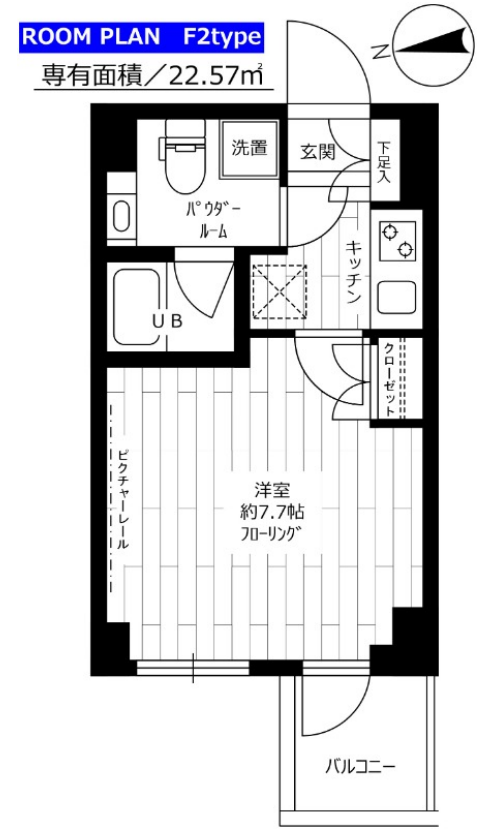 ROOM PLAN F2type
専有面積／22.57㎡
N
洗置
玄関
下足入
ﾊﾟｳﾀﾞｰ
ﾙｰﾑ
キッチン
UB
クローゼット
ピクチャーレール
洋室
約7.7帖
ﾌﾛｰﾘﾝｸﾞ
バルコニー